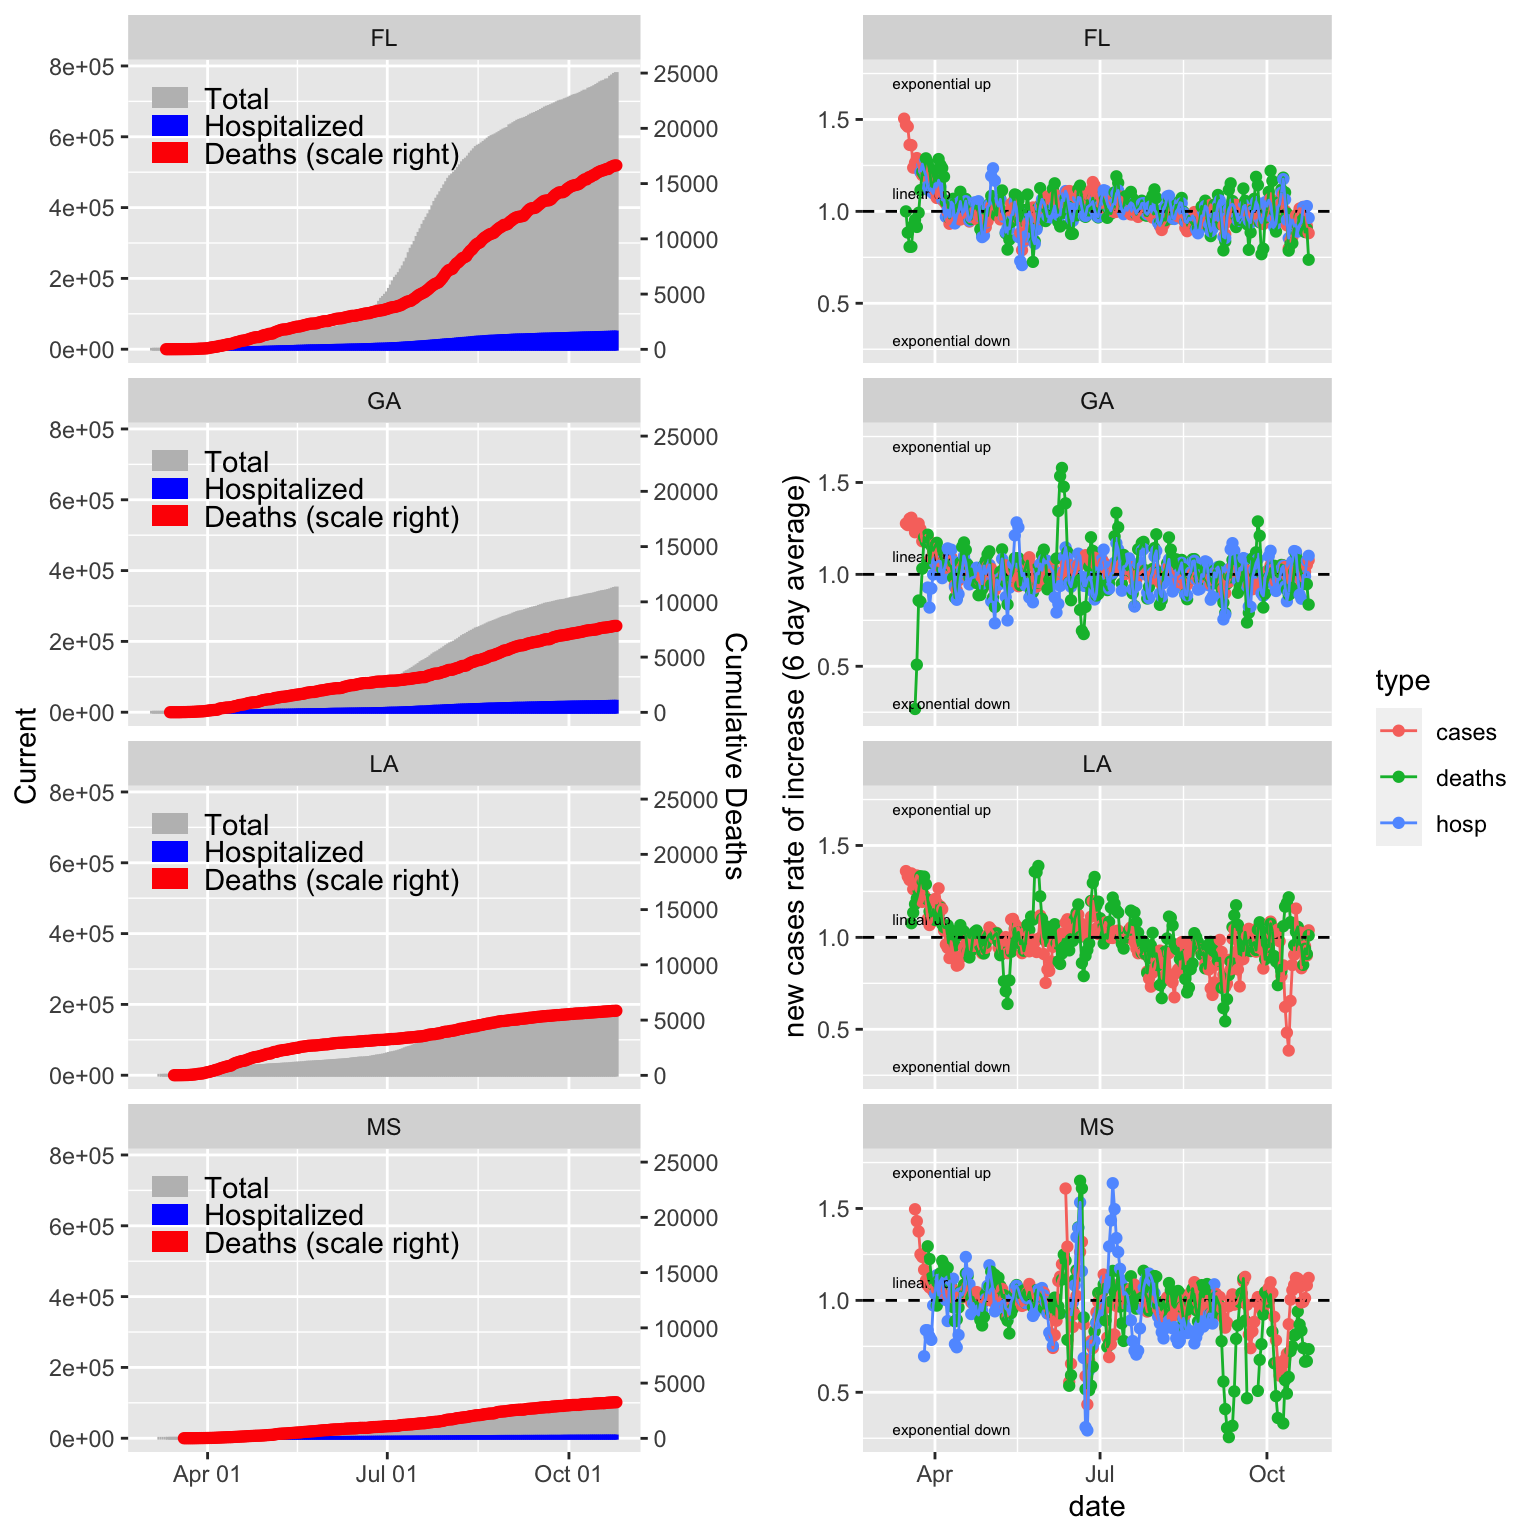 FL
8e+05
6e+05
4e+05
2e+05
0e+00
Total
Hospitalized
Deaths (scale right)
25000
20000
15000
10000
5000
0
GA
8e+05
6e+05
4e+05
2e+05
0e+00
Total
Hospitalized
Deaths (scale right)
25000
20000
15000
10000
5000
0
LA
8e+05
6e+05
4e+05
2e+05
0e+00
Total
Hospitalized
Deaths (scale right)
25000
20000
15000
10000
5000
0
MS
8e+05
6e+05
4e+05
2e+05
0e+00
Total
Hospitalized
Deaths (scale right)
25000
20000
15000
10000
5000
0
Apr 01
Jul 01
Oct 01
Current
Cumulative Deaths
FL
1.5
1.0
0.5
exponential up
linear up
exponential down
GA
1.5
1.0
0.5
exponential up
linear up
exponential down
LA
1.5
1.0
0.5
exponential up
linear up
exponential down
MS
1.5
1.0
0.5
exponential up
linear up
exponential down
Apr
Jul
Oct
date
new cases rate of increase (6 day average)
type
cases
deaths
hosp